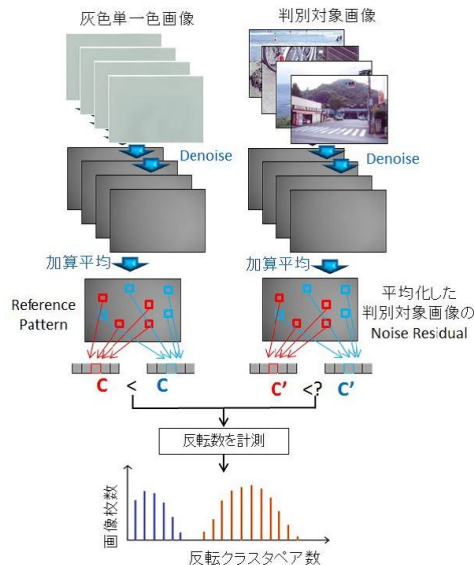 灰色単一色画像
判別対象画像
Denoise
Denoise
加算平均
加算平均
Reference
Pattern
平均化した
判別対象画像の
Noise Residual
C < C
C' <? C'
反転数を計測
画像枚数
反転クラスタペア数